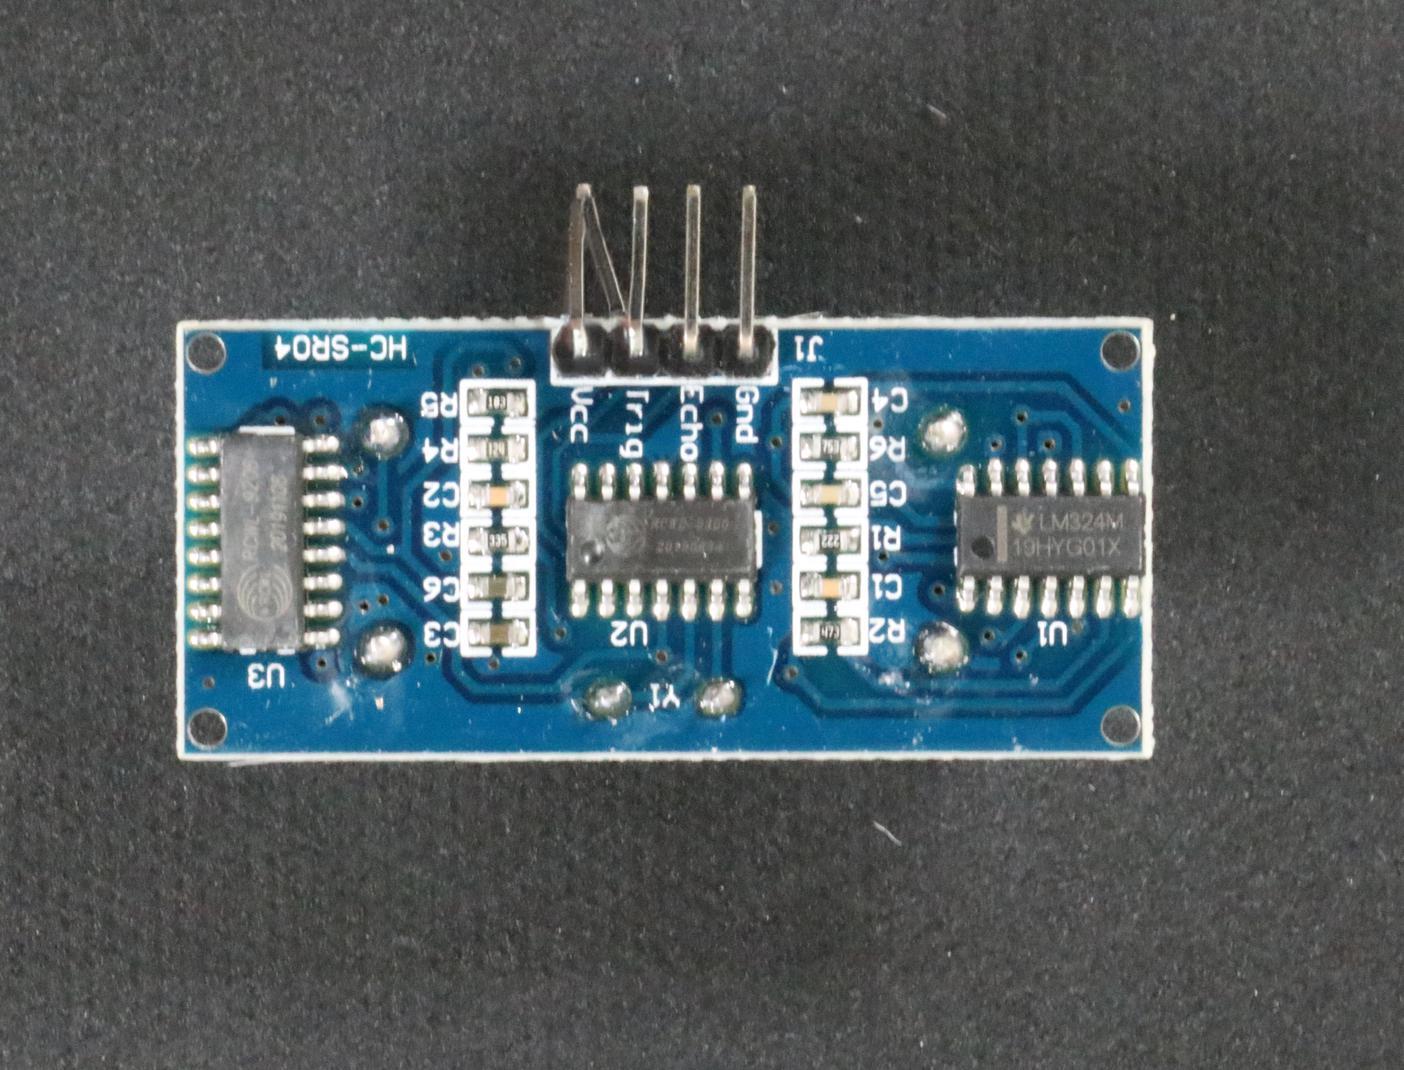 HC-SR04
J1
Vcc
Trig
Echo
Gnd
R5
103
R4
C2
R3
335
C6
C3
C4
R6
753
C5
R1
222
C1
R2
473
U3
U2
Y1
U1
LM324M
19HYG01X